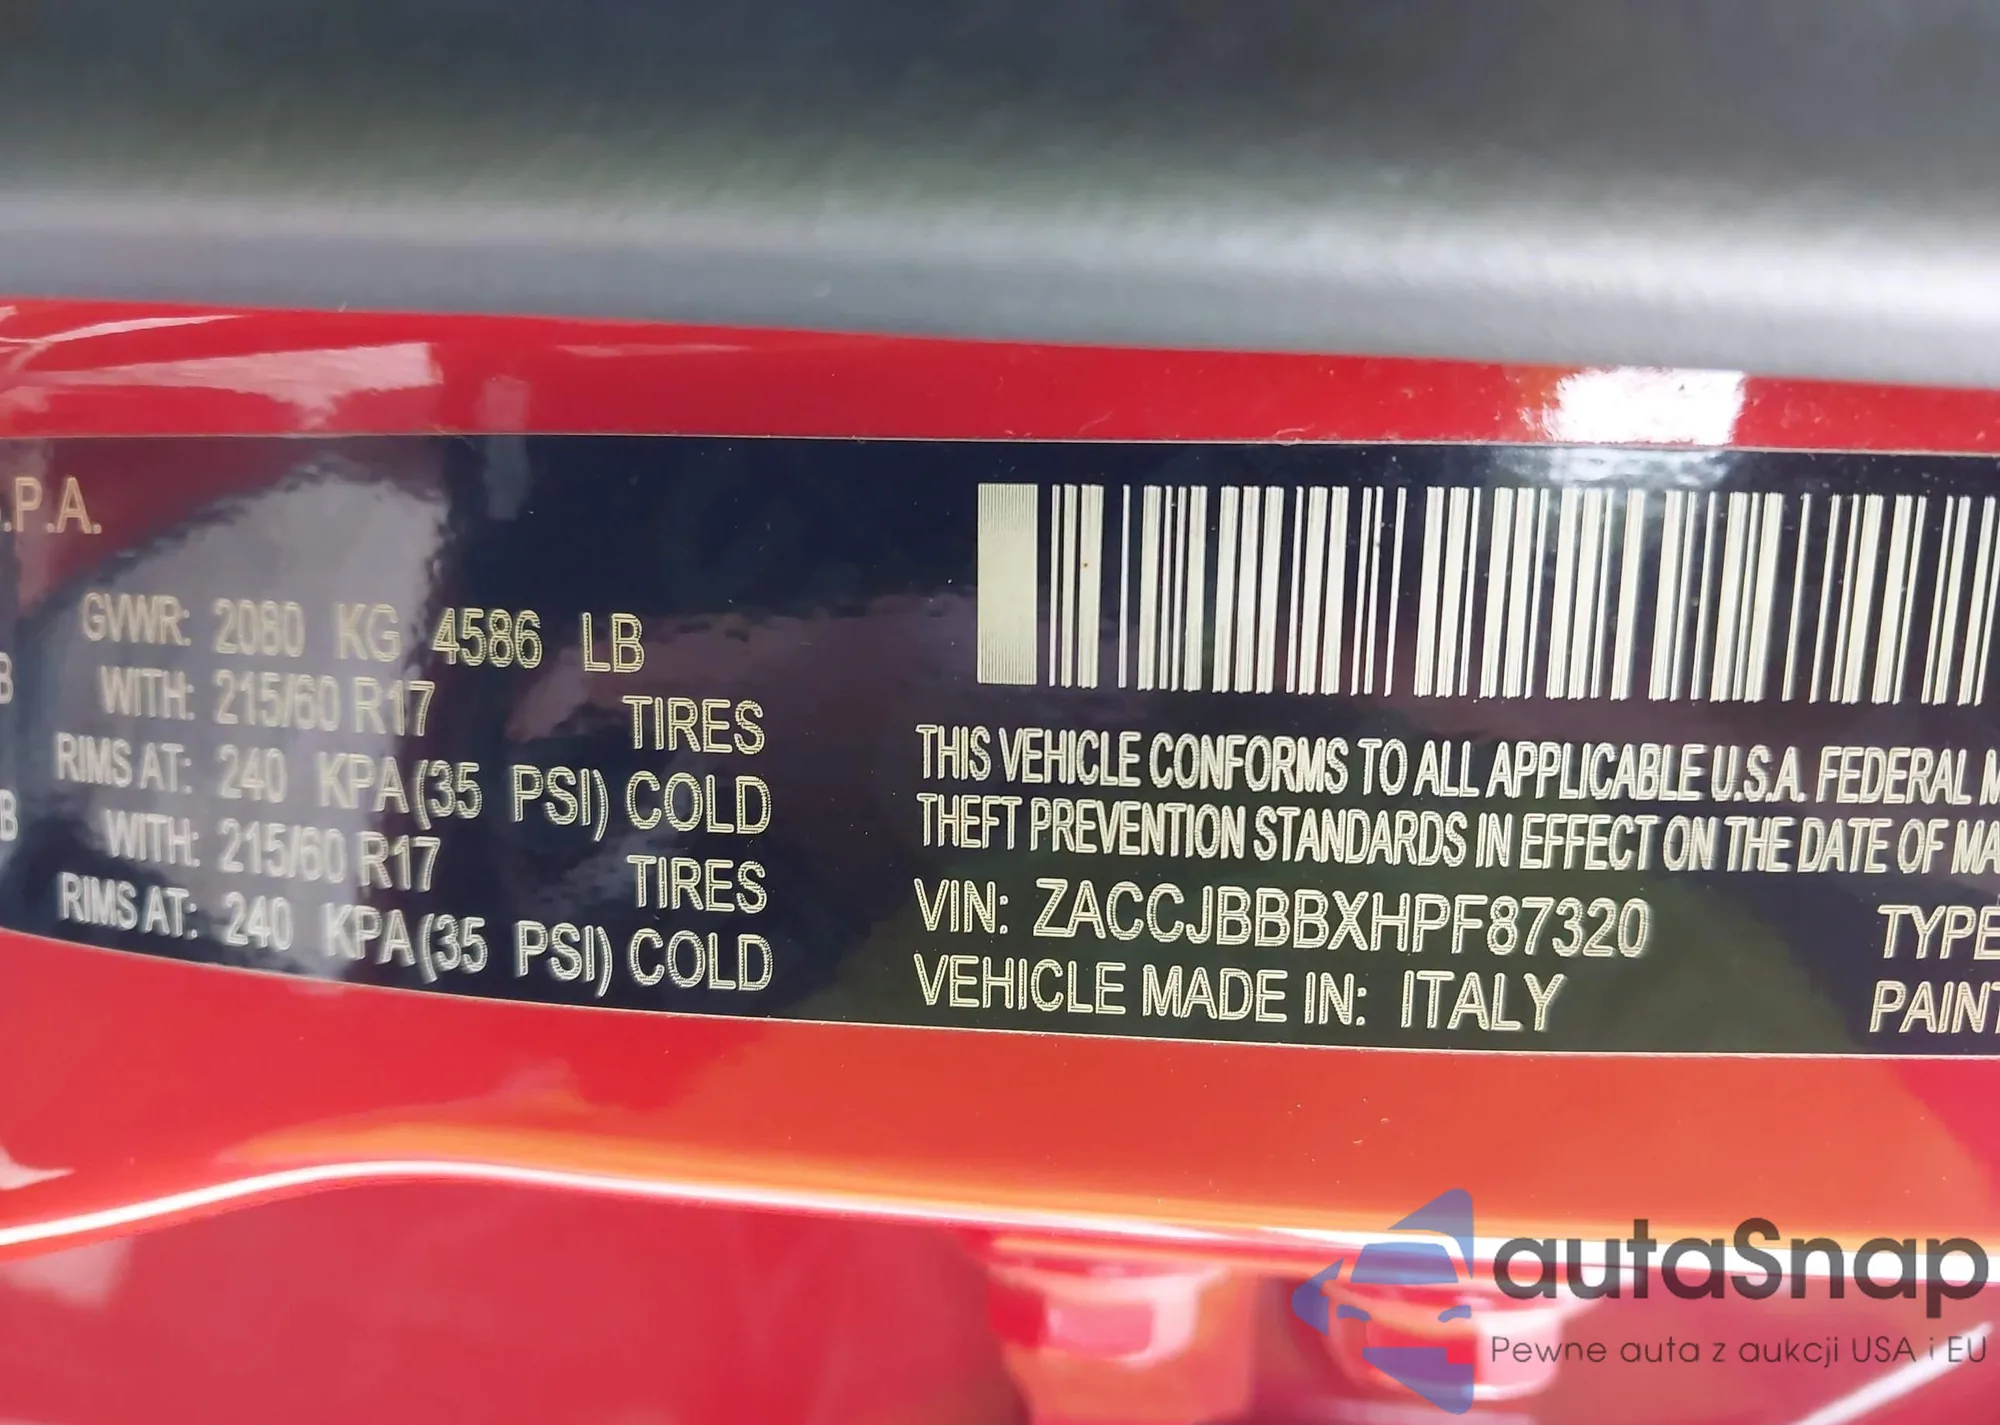 .P.A.
GVWR: 2080 KG 4586 LB
B WITH: 215/60 R17 TIRES
RIMS AT: 240 KPA (35 PSI) COLD
B WITH: 215/60 R17 TIRES
RIMS AT: 240 KPA (35 PSI) COLD
THIS VEHICLE CONFORMS TO ALL APPLICABLE U.S.A. FEDERAL M
THEFT PREVENTION STANDARDS IN EFFECT ON THE DATE OF MA
VIN: ZACCJBBBXHPF87320 TYPE
VEHICLE MADE IN: ITALY PAINT
autaSnap
Pewne auta z aukcji USA i EU